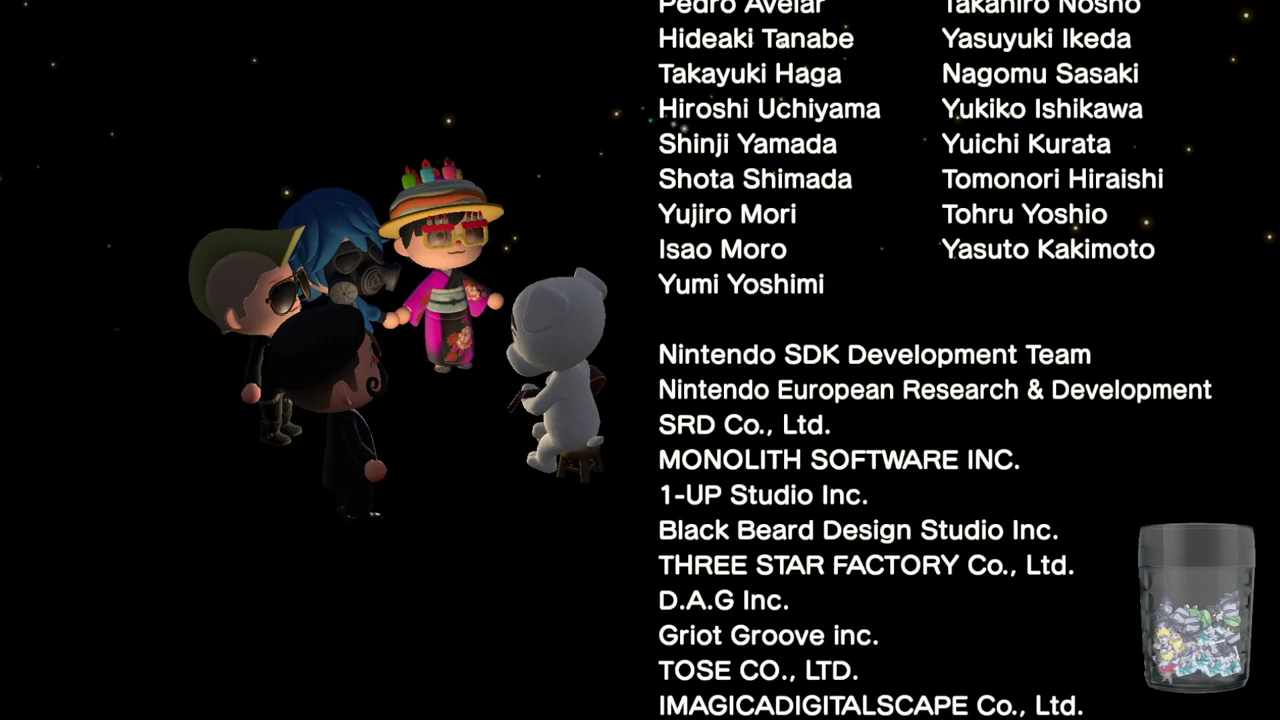 Pedro Avelar Takahiro Nosho
Hideaki Tanabe Yasuyuki Ikeda
Takayuki Haga Nagomu Sasaki
Hiroshi Uchiyama Yukiko Ishikawa
Shinji Yamada Yuichi Kurata
Shota Shimada Tomonori Hiraishi
Yujiro Mori Tohru Yoshio
Isao Moro Yasuto Kakimoto
Yumi Yoshimi
Nintendo SDK Development Team
Nintendo European Research & Development
SRD Co., Ltd.
MONOLITH SOFTWARE INC.
1-UP Studio Inc.
Black Beard Design Studio Inc.
THREE STAR FACTORY Co., Ltd.
D.A.G Inc.
Griot Groove inc.
TOSE CO., LTD.
IMAGICADIGITALSCAPE Co., Ltd.